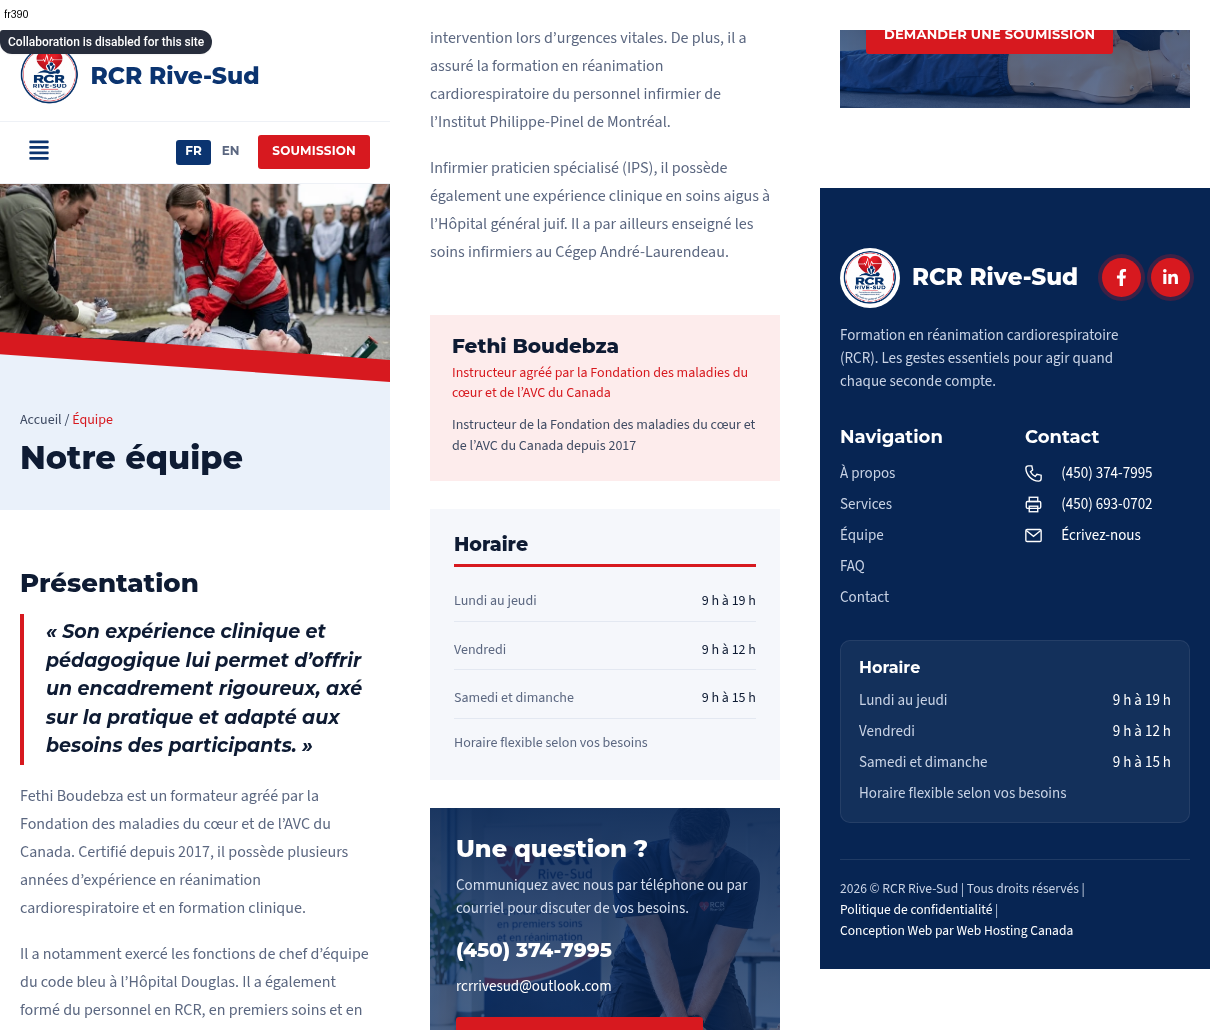 fr390
Collaboration is disabled for this site
RCR
RIVE-SUD
RCR Rive-Sud
FR
EN
SOUMISSION
Accueil / Équipe
Notre équipe
Présentation
« Son expérience clinique et
pédagogique lui permet d’offrir
un encadrement rigoureux, axé
sur la pratique et adapté aux
besoins des participants. »
Fethi Boudebza est un formateur agréé par la
Fondation des maladies du cœur et de l’AVC du
Canada. Certifié depuis 2017, il possède plusieurs
années d’expérience en réanimation
cardiorespiratoire et en formation clinique.
Il a notamment exercé les fonctions de chef d’équipe
du code bleu à l’Hôpital Douglas. Il a également
formé du personnel en RCR, en premiers soins et en
intervention lors d’urgences vitales. De plus, il a
assuré la formation en réanimation
cardiorespiratoire du personnel infirmier de
l’Institut Philippe-Pinel de Montréal.
Infirmier praticien spécialisé (IPS), il possède
également une expérience clinique en soins aigus à
l’Hôpital général juif. Il a par ailleurs enseigné les
soins infirmiers au Cégep André-Laurendeau.
Fethi Boudebza
Instructeur agréé par la Fondation des maladies du
cœur et de l’AVC du Canada
Instructeur de la Fondation des maladies du cœur et
de l’AVC du Canada depuis 2017
Horaire
Lundi au jeudi 9 h à 19 h
Vendredi 9 h à 12 h
Samedi et dimanche 9 h à 15 h
Horaire flexible selon vos besoins
Une question ?
Communiquez avec nous par téléphone ou par
courriel pour discuter de vos besoins.
en premiers soins
et en réanimation
(450) 374-7995
rcrrivesud@outlook.com
DEMANDER UNE SOUMISSION
RCR
RIVE-SUD
RCR Rive-Sud
Formation en réanimation cardiorespiratoire
(RCR). Les gestes essentiels pour agir quand
chaque seconde compte.
Navigation
À propos
Services
Équipe
FAQ
Contact
Contact
(450) 374-7995
(450) 693-0702
Écrivez-nous
Horaire
Lundi au jeudi 9 h à 19 h
Vendredi 9 h à 12 h
Samedi et dimanche 9 h à 15 h
Horaire flexible selon vos besoins
2026 © RCR Rive-Sud | Tous droits réservés |
Politique de confidentialité |
Conception Web par Web Hosting Canada